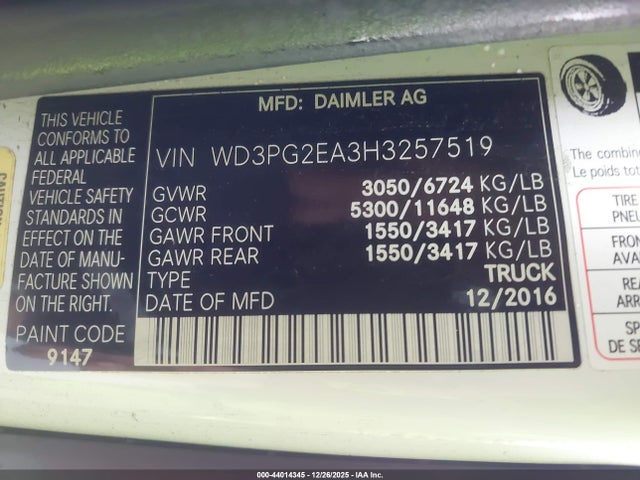 MFD: DAIMLER AG
THIS VEHICLE
CONFORMS TO
ALL APPLICABLE
FEDERAL
VEHICLE SAFETY
STANDARDS IN
EFFECT ON THE
DATE OF MANU-
FACTURE SHOWN
ON THE RIGHT.
PAINT CODE
9147
VIN WD3PG2EA3H3257519
GVWR 3050/6724 KG/LB
GCWR 5300/11648 KG/LB
GAWR FRONT 1550/3417 KG/LB
GAWR REAR 1550/3417 KG/LB
TYPE TRUCK
DATE OF MFD 12/2016
The combine
Le poids tot
TIRE
PNEU
FRON
AVA
REA
ARR
SP
DE SE
000-44014345 — 12/26/2025 — IAA Inc.